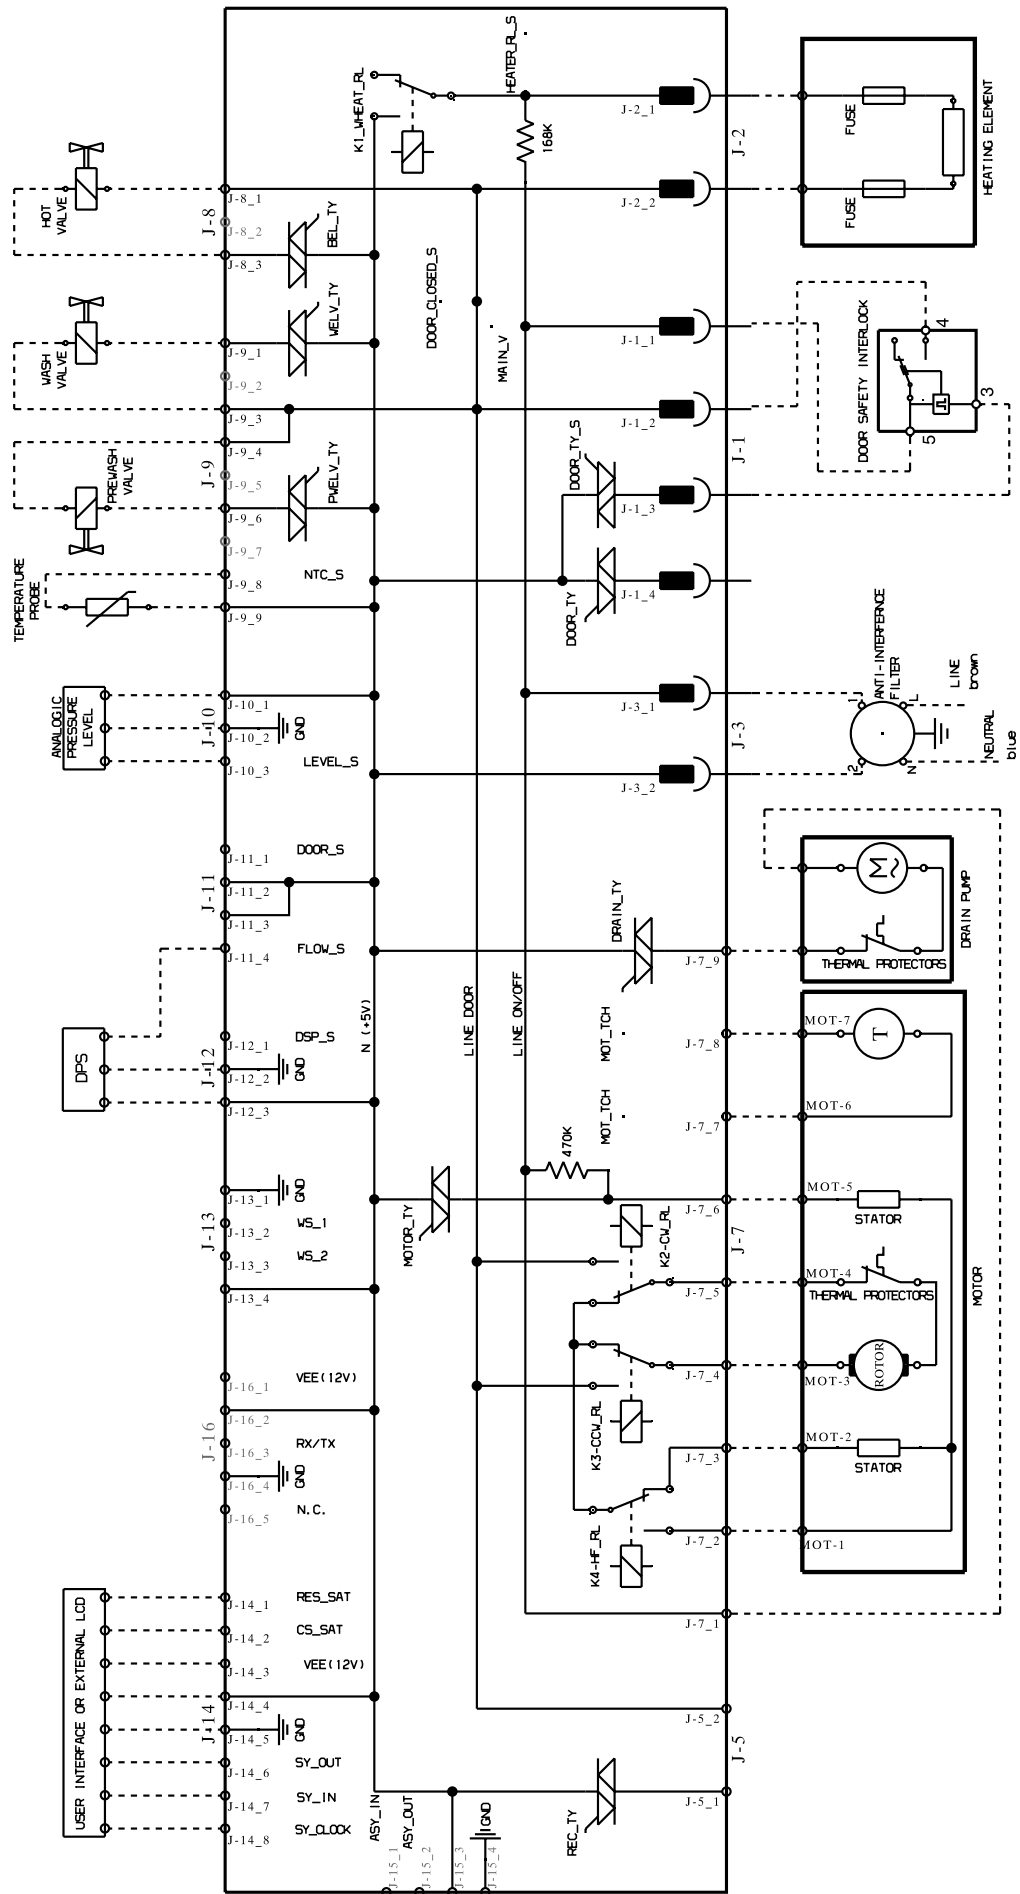 HEATER_RL_S
K1_WHEAT_RL
168K
J-2_1
J-2
J-2_2
FUSE
FUSE
HEATING ELEMENT
HOT
VALVE
J-8
J-8_1
J-8_2
J-8_3
BEL_TY
DOOR_CLOSED_S
MAIN_V
WASH
VALVE
WELV_TY
J-9_1
J-9_2
J-9_3
J-9_4
J-9
J-9_5
J-9_6
J-9_7
J-9_8
J-9_9
PREWASH
VALVE
PWELV_TY
NTC_S
TEMPERATURE
PROBE
J-1_1
J-1_2
J-1
J-1_3
J-1_4
DOOR_TY_S
DOOR_TY
DOOR SAFETY INTERLOCK
4
3
5
ANALOGIC
PRESSURE
LEVEL
J-10
J-10_1
J-10_2
J-10_3
GND
LEVEL_S
J-3_1
J-3
J-3_2
1
2
L
N
ANTI-INTERFERNCE
FILTER
LINE
brown
NEUTRAL
blue
J-11
J-11_1
J-11_2
J-11_3
J-11_4
DOOR_S
FLOW_S
N (+5V)
LINE DOOR
LINE ON/OFF
DRAIN_TY
J-7_9
M
THERMAL PROTECTORS
DRAIN PUMP
DPS
J-12
J-12_1
J-12_2
J-12_3
DSP_S
GND
MOT_TCH
MOT_TCH
J-7_8
J-7_7
MOT-7
T
MOT-6
J-13
J-13_1
J-13_2
J-13_3
J-13_4
GND
WS_1
WS_2
MOTOR_TY
470K
K2-CW_RL
J-7_6
J-7
J-7_5
J-7_4
MOT-5
STATOR
MOT-4
THERMAL PROTECTORS
MOTOR
ROTOR
MOT-3
J-16
J-16_1
J-16_2
J-16_3
J-16_4
J-16_5
VEE(12V)
RX/TX
GND
N.C.
K3-CCW_RL
K4-HF_RL
J-7_3
J-7_2
J-7_1
MOT-2
STATOR
MOT-1
USER INTERFACE OR EXTERNAL LCD
J-14
J-14_1
J-14_2
J-14_3
J-14_4
J-14_5
J-14_6
J-14_7
J-14_8
RES_SAT
CS_SAT
VEE(12V)
GND
SY_OUT
SY_IN
SY_CLOCK
J-5_2
J-5
J-5_1
REC_TY
ASY_IN
ASY_OUT
GND
J-15_1
J-15_2
J-15_3
J-15_4